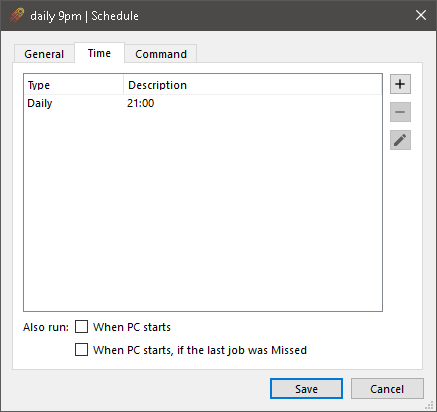 daily 9pm | Schedule
General Time Command
Type Description
Daily 21:00
Also run: When PC starts
When PC starts, if the last job was Missed
Save Cancel